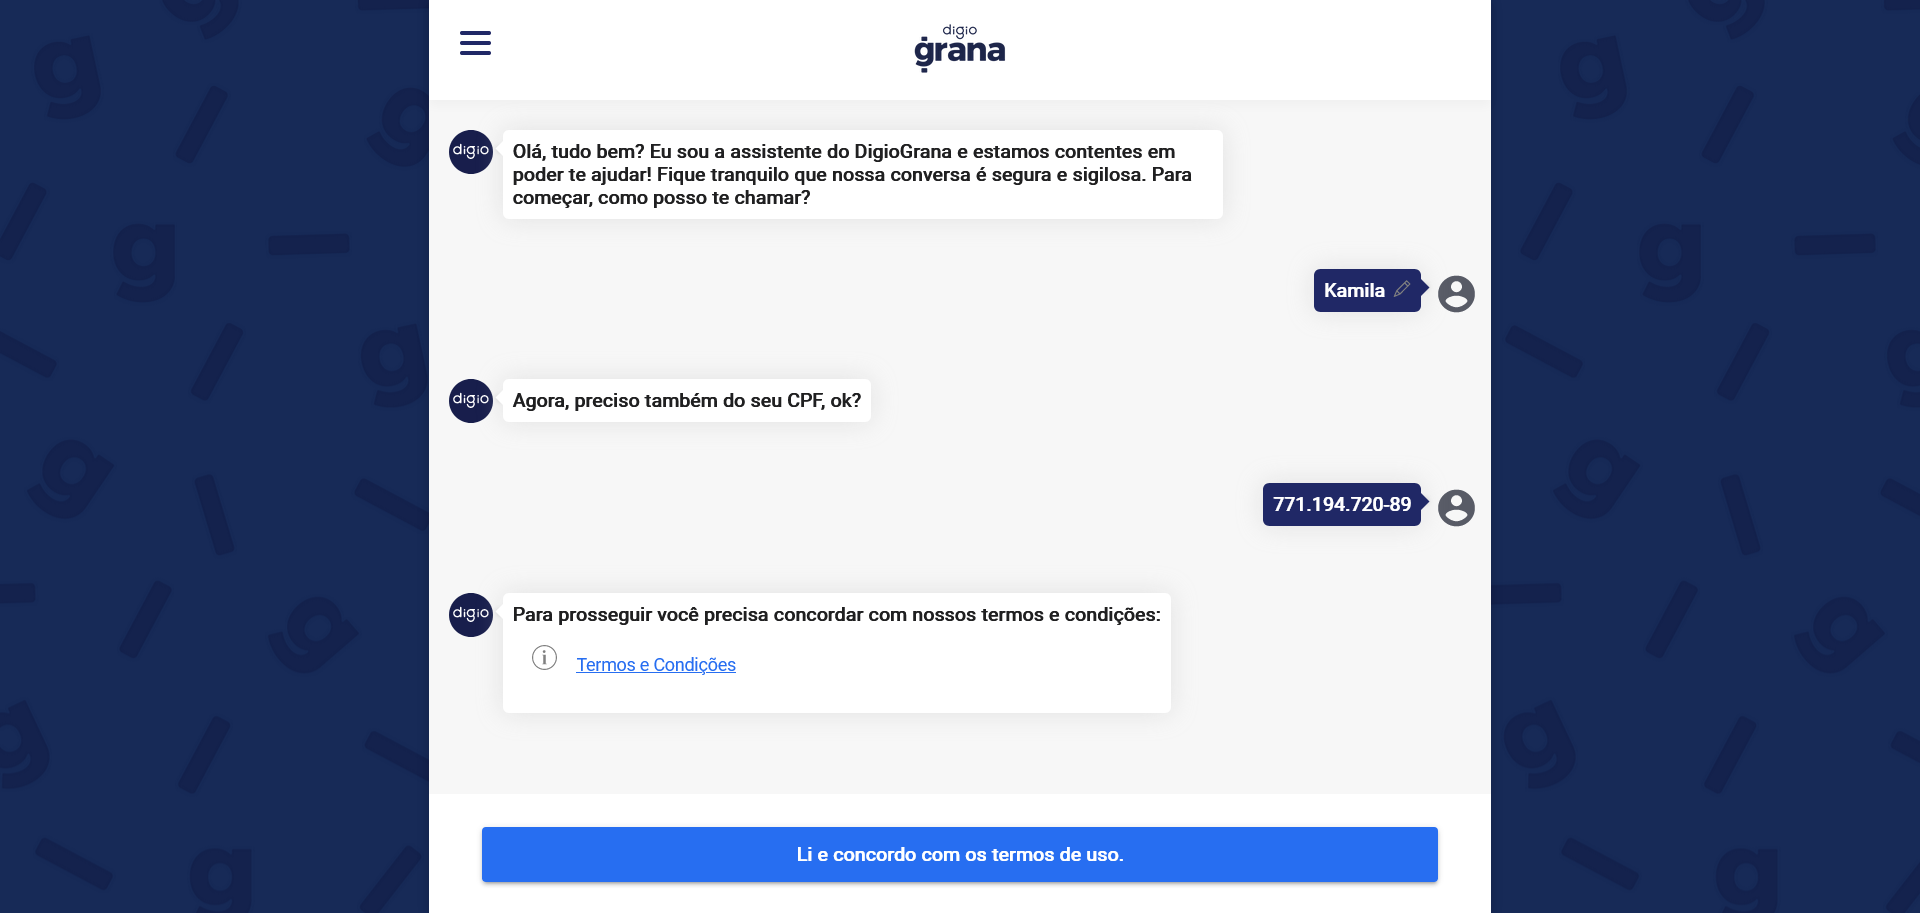 digio
grana
digio
Olá, tudo bem? Eu sou a assistente do DigioGrana e estamos contentes em
poder te ajudar! Fique tranquilo que nossa conversa é segura e sigilosa. Para
começar, como posso te chamar?
Kamila
digio
Agora, preciso também do seu CPF, ok?
771.194.720-89
digio
Para prosseguir você precisa concordar com nossos termos e condições:
Termos e Condições
Li e concordo com os termos de uso.